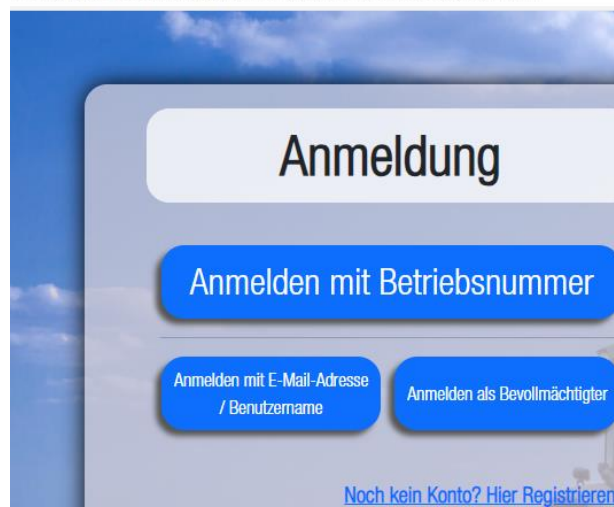 Anmeldung
Anmelden mit Betriebsnummer
Anmelden mit E-Mail-Adresse
/ Benutzername
Anmelden als Bevollmächtigter
Noch kein Konto? Hier Registrieren